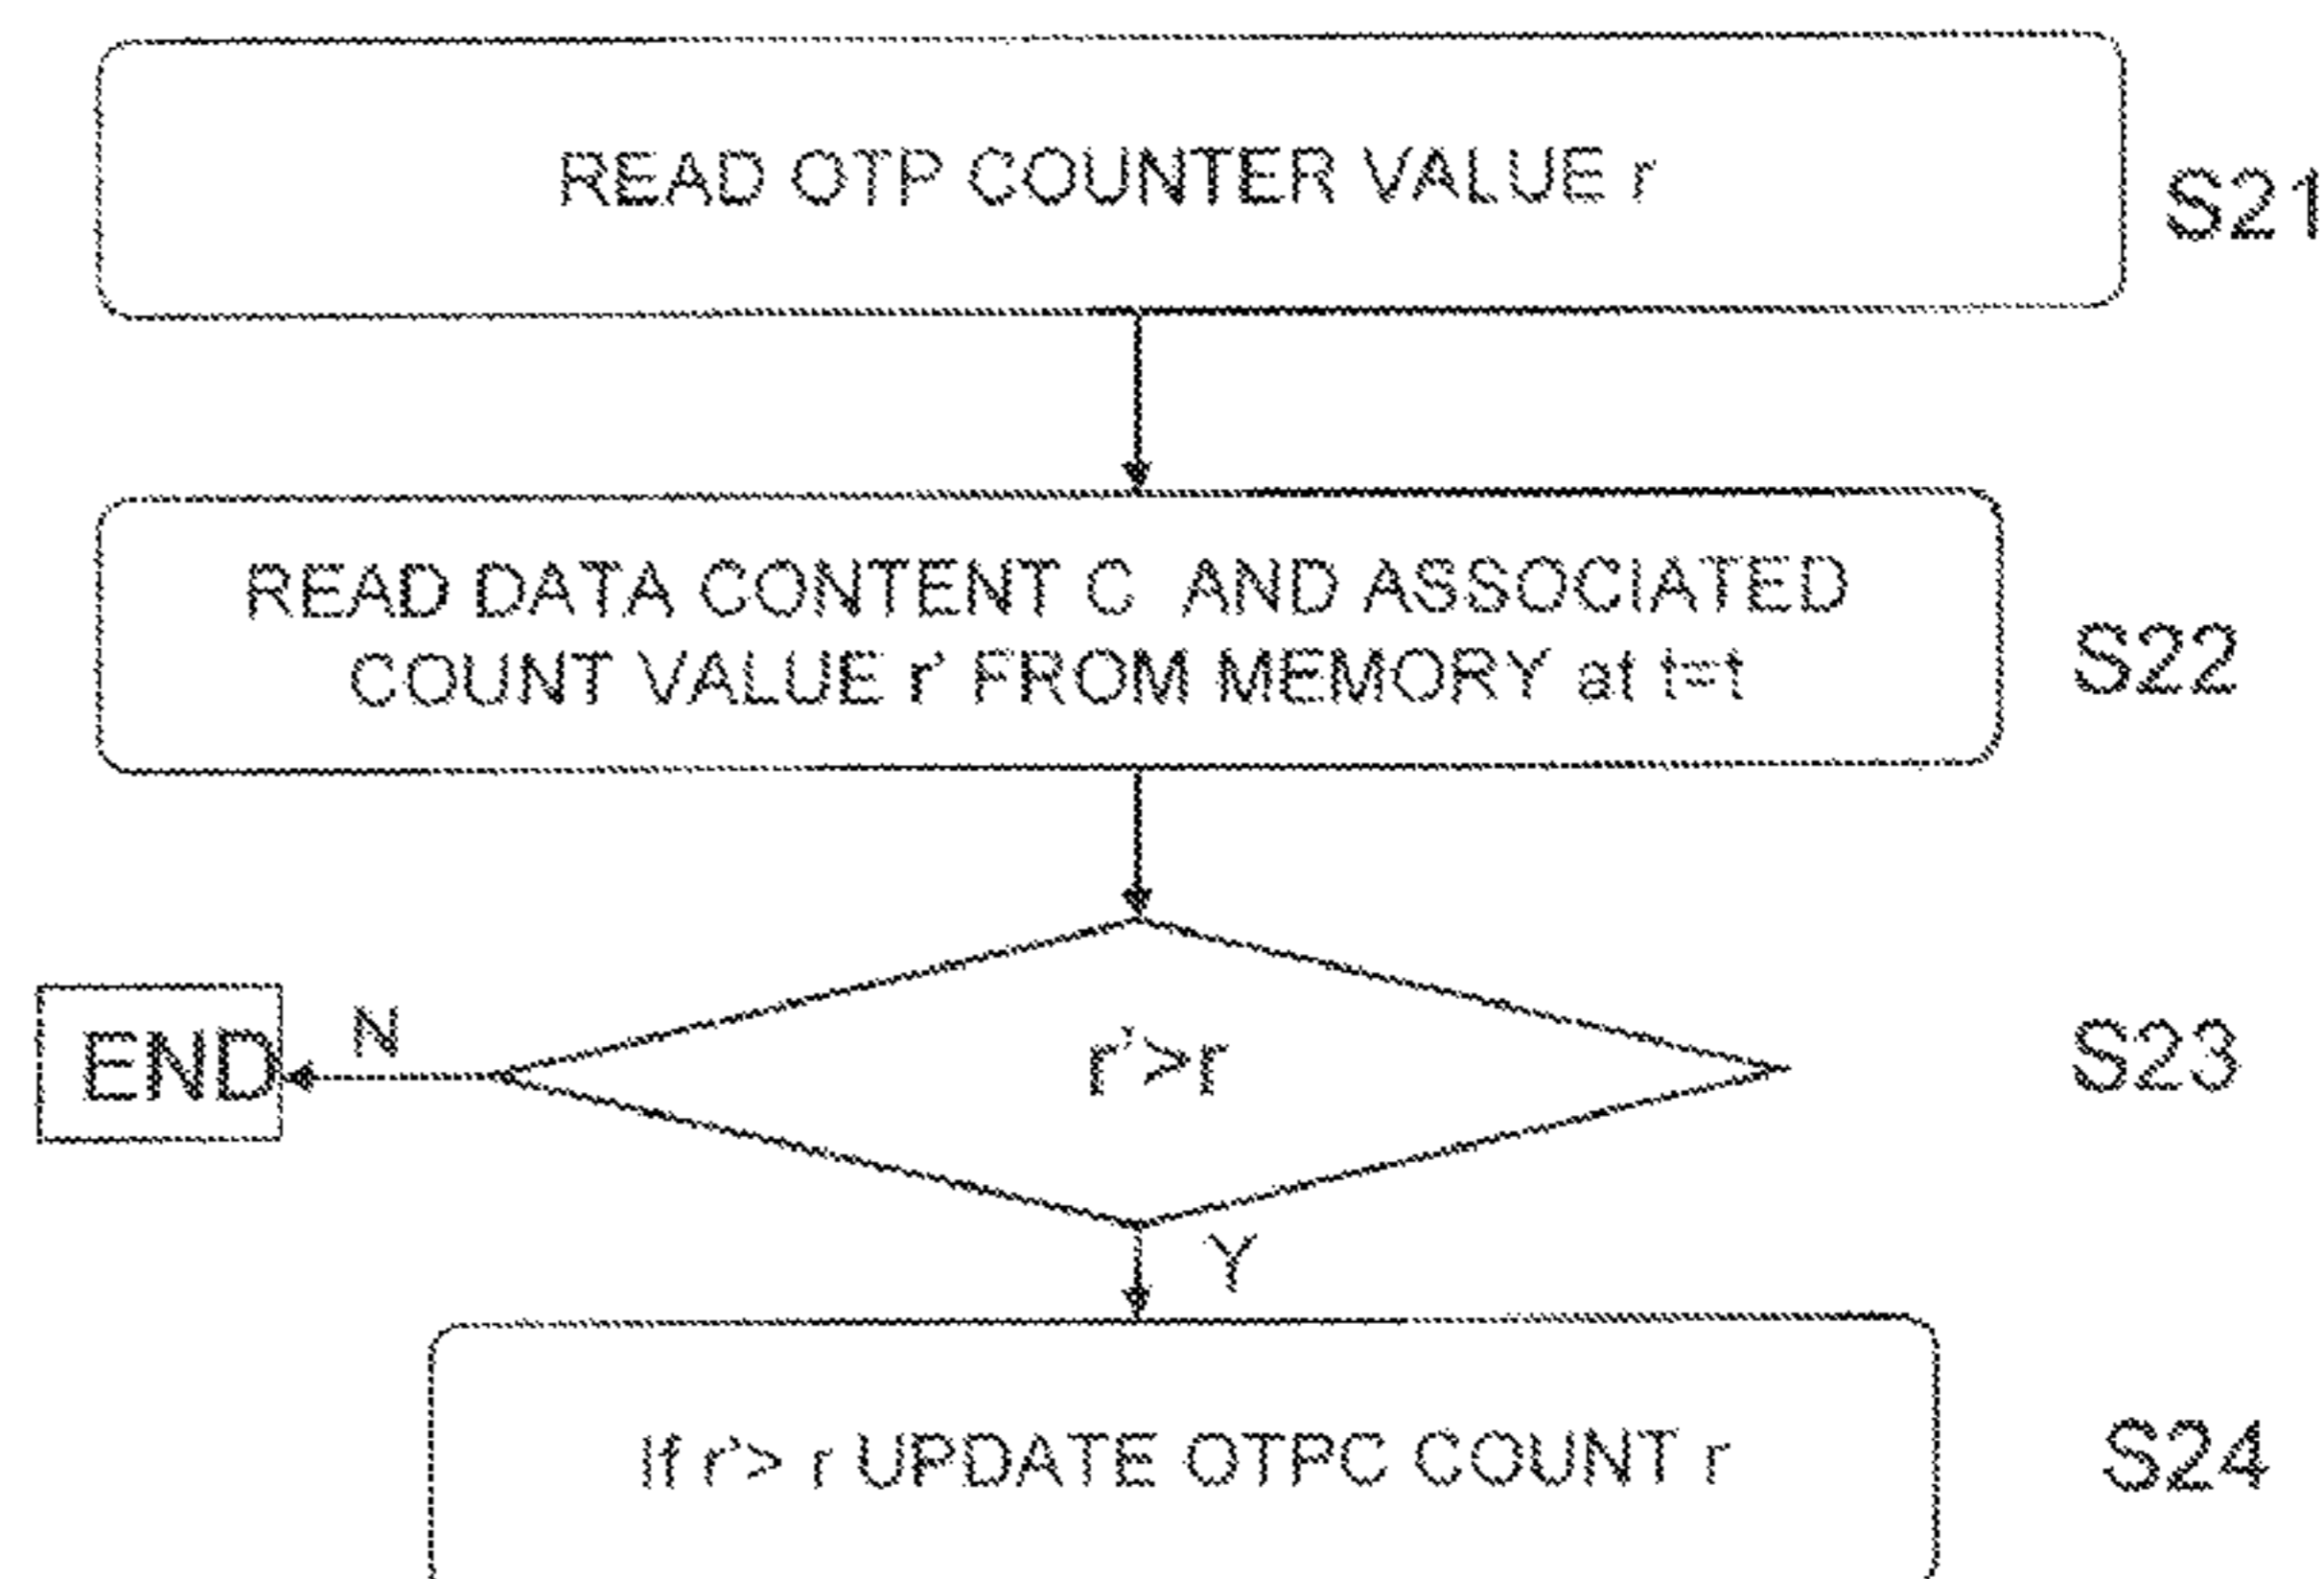 READ OTP COUNTER VALUE r
S21
READ DATA CONTENT C AND ASSOCIATED
COUNT VALUE r' FROM MEMORY at t=t
S22
END
N
r'>r
S23
Y
If r'> r UPDATE OTPC COUNT r
S24